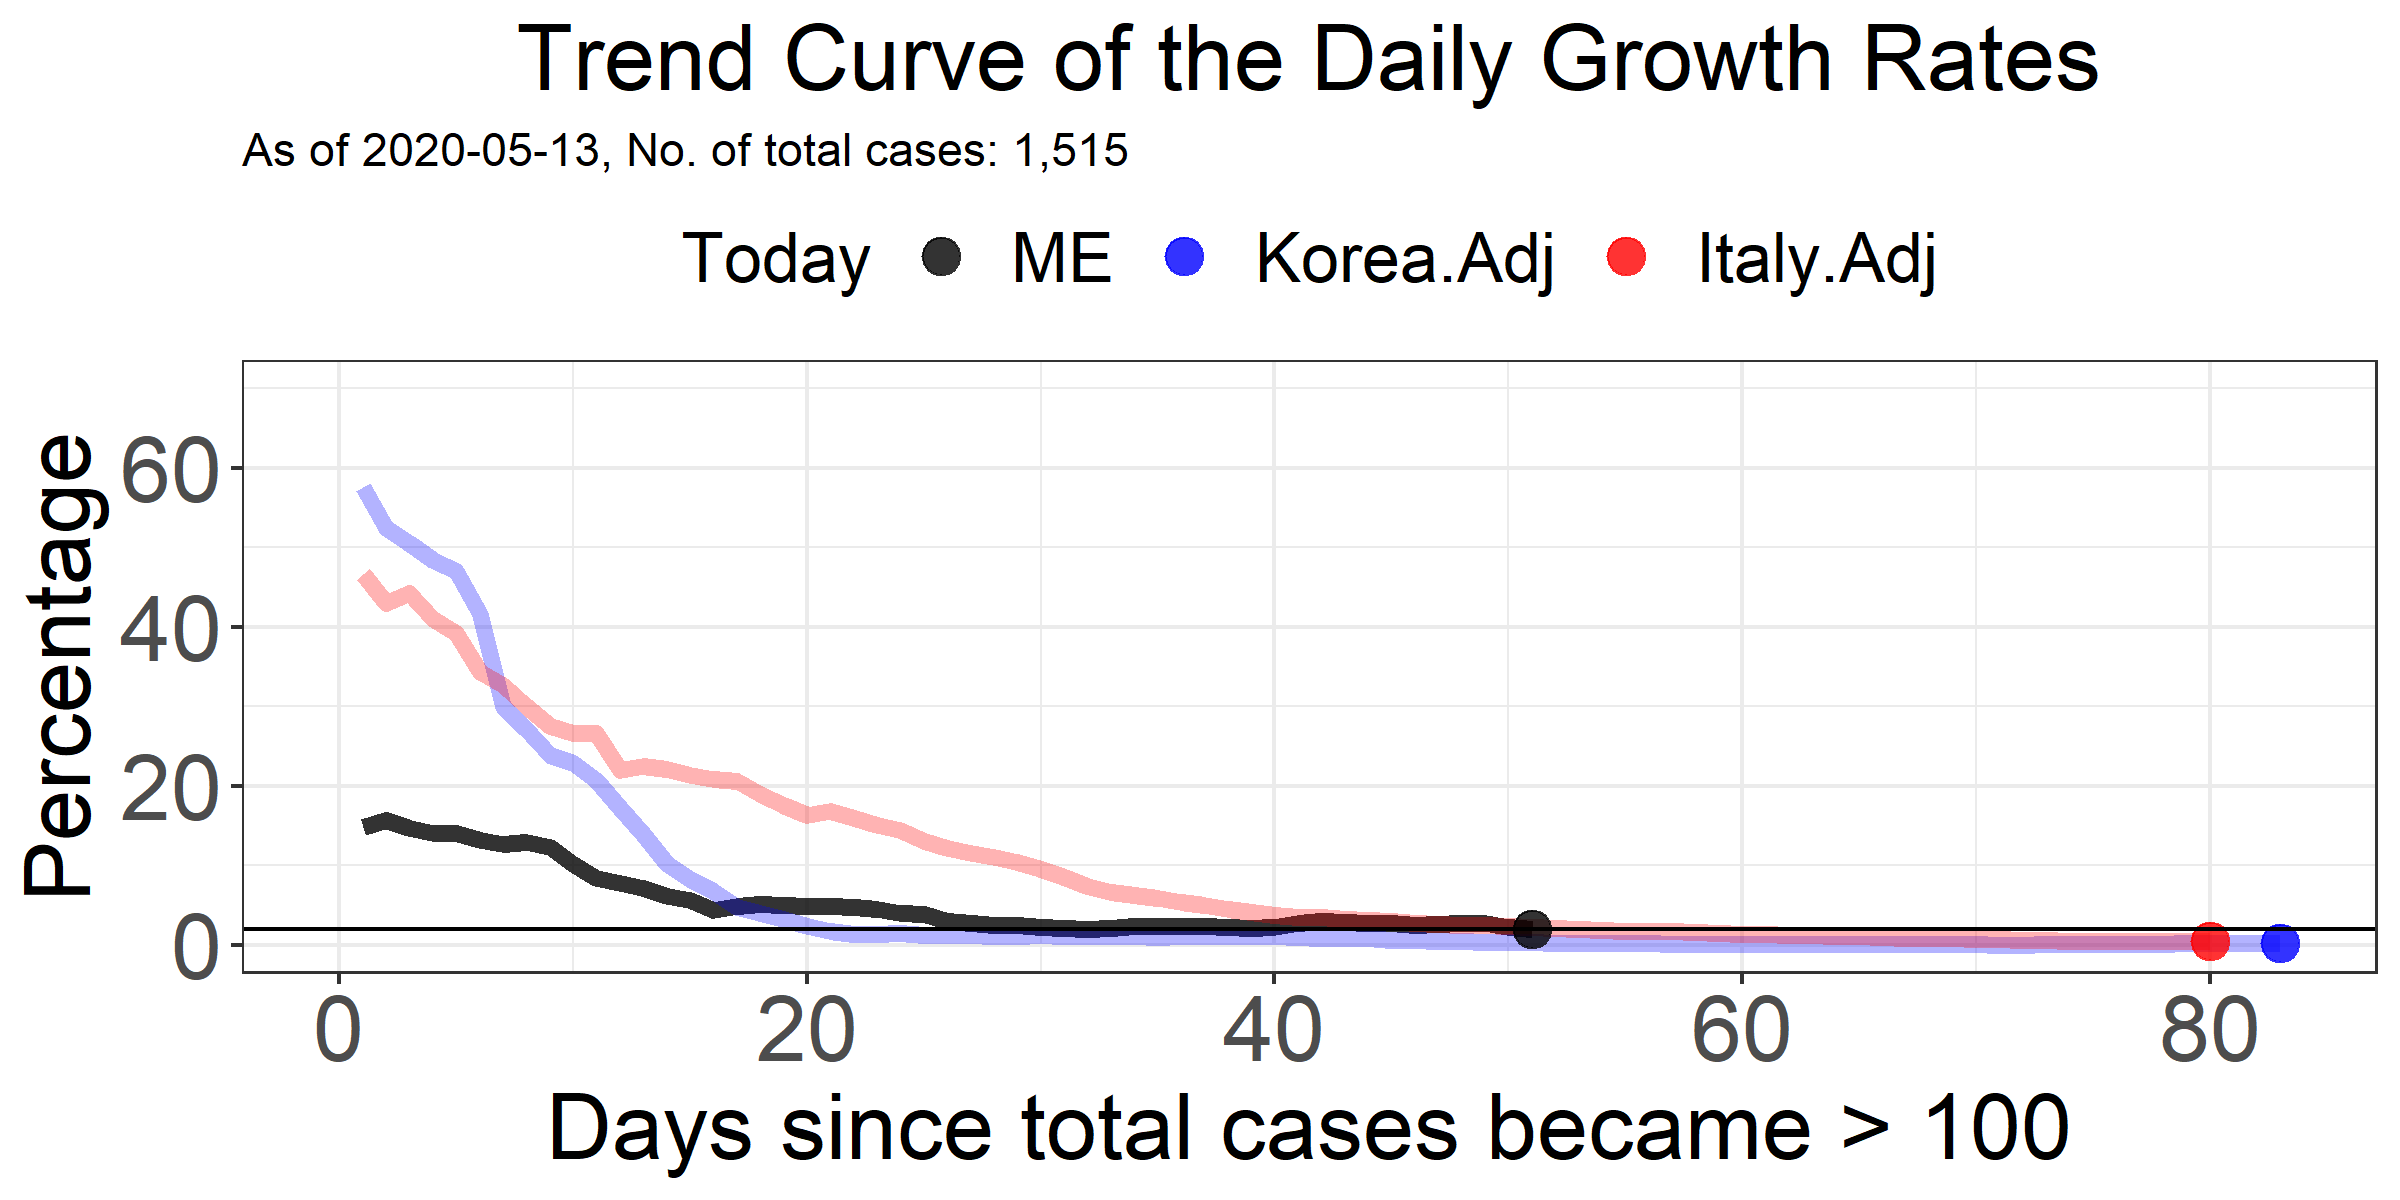 Trend Curve of the Daily Growth Rates
As of 2020-05-13, No. of total cases: 1,515
Today ME Korea.Adj Italy.Adj
Percentage
60
40
20
0
0 20 40 60 80
Days since total cases became > 100